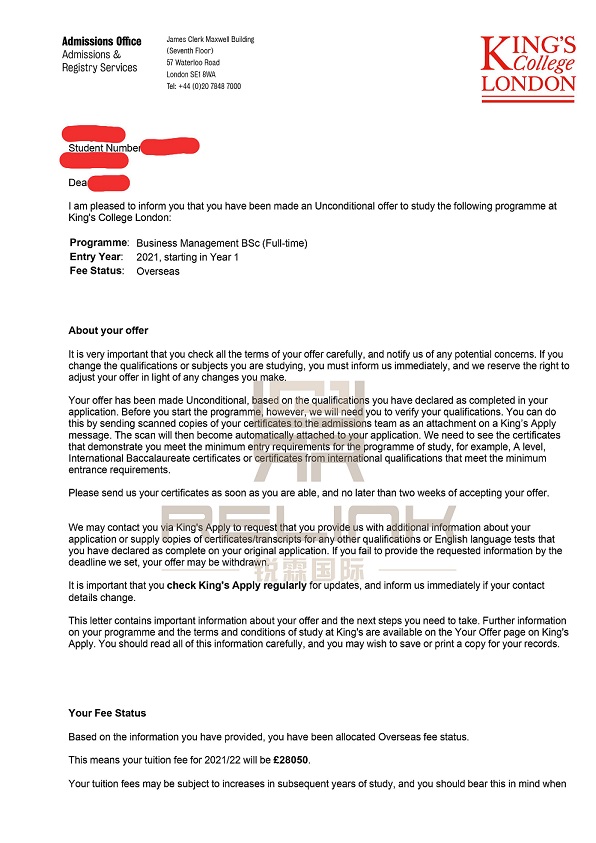 Admissions Office
Admissions &
Registry Services
James Clerk Maxwell Building
(Seventh Floor)
57 Waterloo Road
London SE1 8WA
Tel: +44 (0)20 7848 7000
KING'S
College
LONDON
Student Number
Dea
I am pleased to inform you that you have been made an Unconditional offer to study the following programme at
King's College London:
Programme: Business Management BSc (Full-time)
Entry Year: 2021, starting in Year 1
Fee Status: Overseas
About your offer
It is very important that you check all the terms of your offer carefully, and notify us of any potential concerns. If you
change the qualifications or subjects you are studying, you must inform us immediately, and we reserve the right to
adjust your offer in light of any changes you make.
Your offer has been made Unconditional, based on the qualifications you have declared as completed in your
application. Before you start the programme, however, we will need you to verify your qualifications. You can do
this by sending scanned copies of your certificates to the admissions team as an attachment on a King's Apply
message. The scan will then become automatically attached to your application. We need to see the certificates
that demonstrate you meet the minimum entry requirements for the programme of study, for example, A level,
International Baccalaureate certificates or certificates from international qualifications that meet the minimum
entrance requirements.
Please send us your certificates as soon as you are able, and no later than two weeks of accepting your offer.
RELINK
We may contact you via King's Apply to request that you provide us with additional information about your
application or supply copies of certificates/transcripts for any other qualifications or English language tests that
you have declared as complete on your original application. If you fail to provide the requested information by the
deadline we set, your offer may be withdrawn.
锐霖国际
It is important that you check King's Apply regularly for updates, and inform us immediately if your contact
details change.
This letter contains important information about your offer and the next steps you need to take. Further information
on your programme and the terms and conditions of study at King's are available on the Your Offer page on King's
Apply. You should read all of this information carefully, and you may wish to save or print a copy for your records.
Your Fee Status
Based on the information you have provided, you have been allocated Overseas fee status.
This means your tuition fee for 2021/22 will be £28050.
Your tuition fees may be subject to increases in subsequent years of study, and you should bear this in mind when